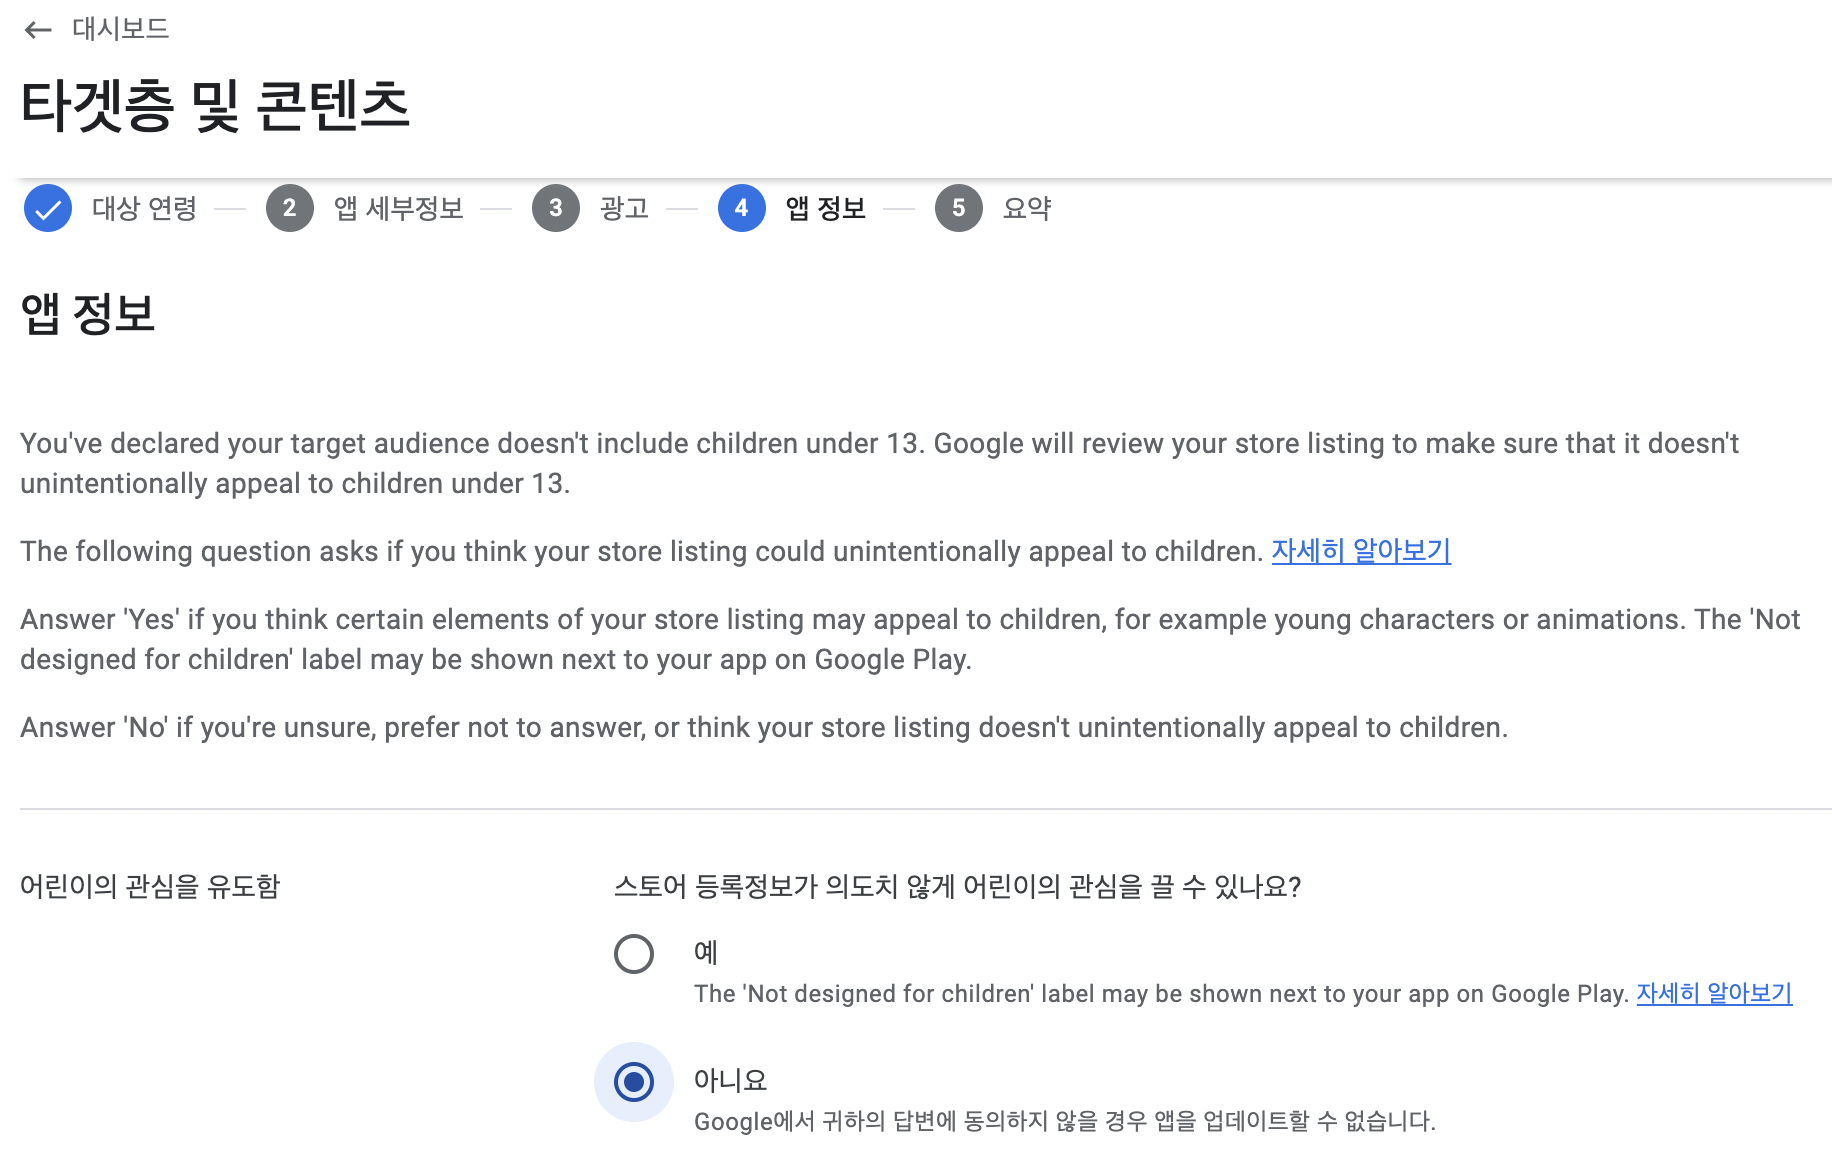 ← 대시보드
타겟층 및 콘텐츠
대상 연령 2 앱 세부정보 3 광고 4 앱 정보 5 요약
앱 정보
You've declared your target audience doesn't include children under 13. Google will review your store listing to make sure that it doesn't
unintentionally appeal to children under 13.
The following question asks if you think your store listing could unintentionally appeal to children. 자세히 알아보기
Answer 'Yes' if you think certain elements of your store listing may appeal to children, for example young characters or animations. The 'Not
designed for children' label may be shown next to your app on Google Play.
Answer 'No' if you're unsure, prefer not to answer, or think your store listing doesn't unintentionally appeal to children.
어린이의 관심을 유도함
스토어 등록정보가 의도치 않게 어린이의 관심을 끌 수 있나요?
예
The 'Not designed for children' label may be shown next to your app on Google Play. 자세히 알아보기
아니요
Google에서 귀하의 답변에 동의하지 않을 경우 앱을 업데이트할 수 없습니다.